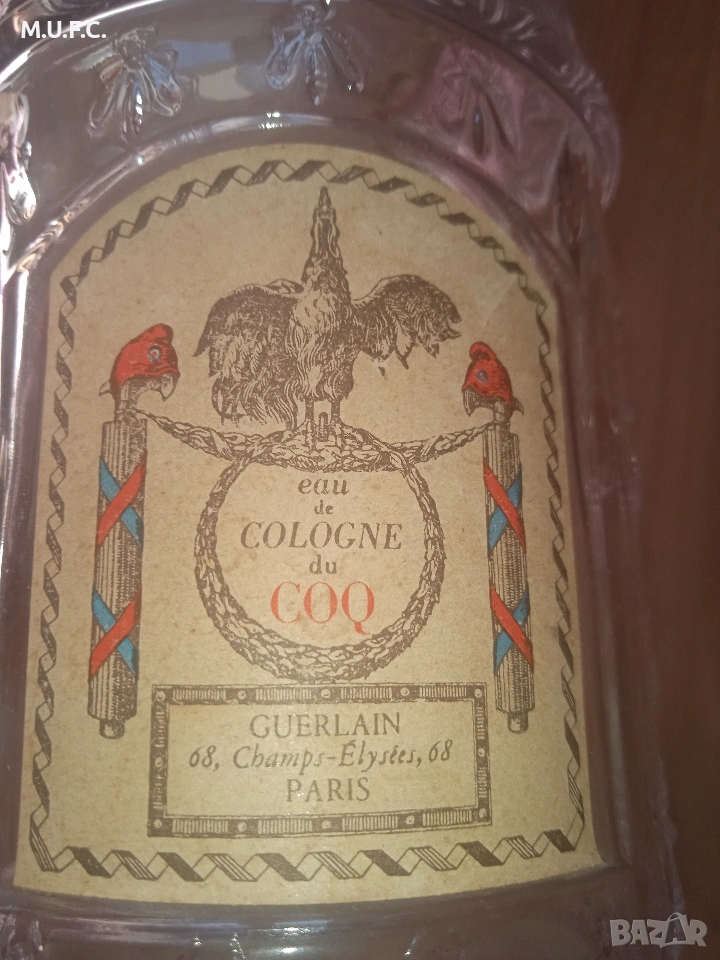 M.U.F.C.
eau
de
COLOGNE
du
COQ
GUERLAIN
68, Champs-Élysées, 68
PARIS
BAZAR